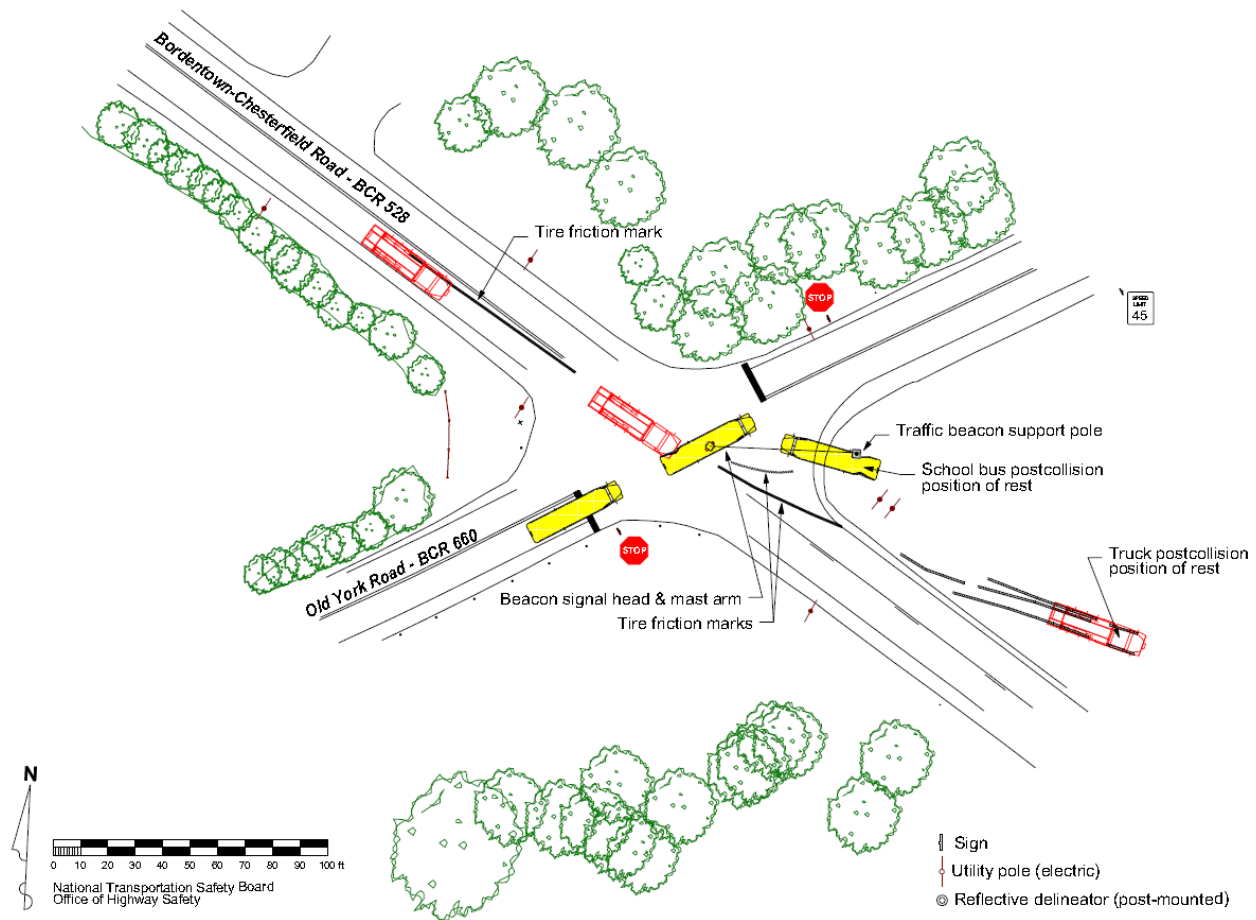 Bordentown-Chesterfield Road - BCR 528
Tire friction mark
STOP
SPEED
LIMIT
45
Traffic beacon support pole
School bus postcollision
position of rest
Old York Road - BCR 660
STOP
Truck postcollision
position of rest
Beacon signal head & mast arm
Tire friction marks
N
0 10 20 30 40 50 60 70 80 90 100 ft
National Transportation Safety Board
Office of Highway Safety
Sign
Utility pole (electric)
Reflective delineator (post-mounted)